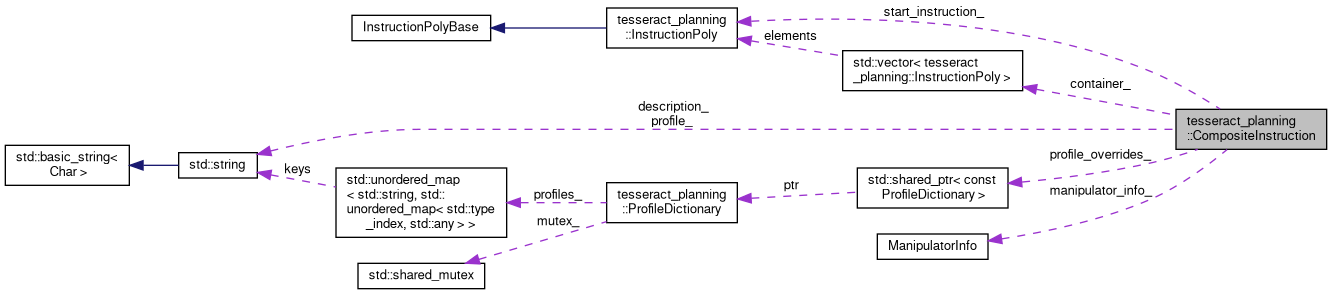 InstructionPolyBase
tesseract_planning
::InstructionPoly
start_instruction_
elements
std::vector< tesseract
_planning::InstructionPoly >
container_
description_
profile_
tesseract_planning
::CompositeInstruction
std::basic_string<
Char >
std::string
keys
std::unordered_map
< std::string, std::
unordered_map< std::type
_index, std::any > >
profiles_
mutex_
tesseract_planning
::ProfileDictionary
ptr
std::shared_ptr< const
ProfileDictionary >
profile_overrides_
manipulator_info_
ManipulatorInfo
std::shared_mutex